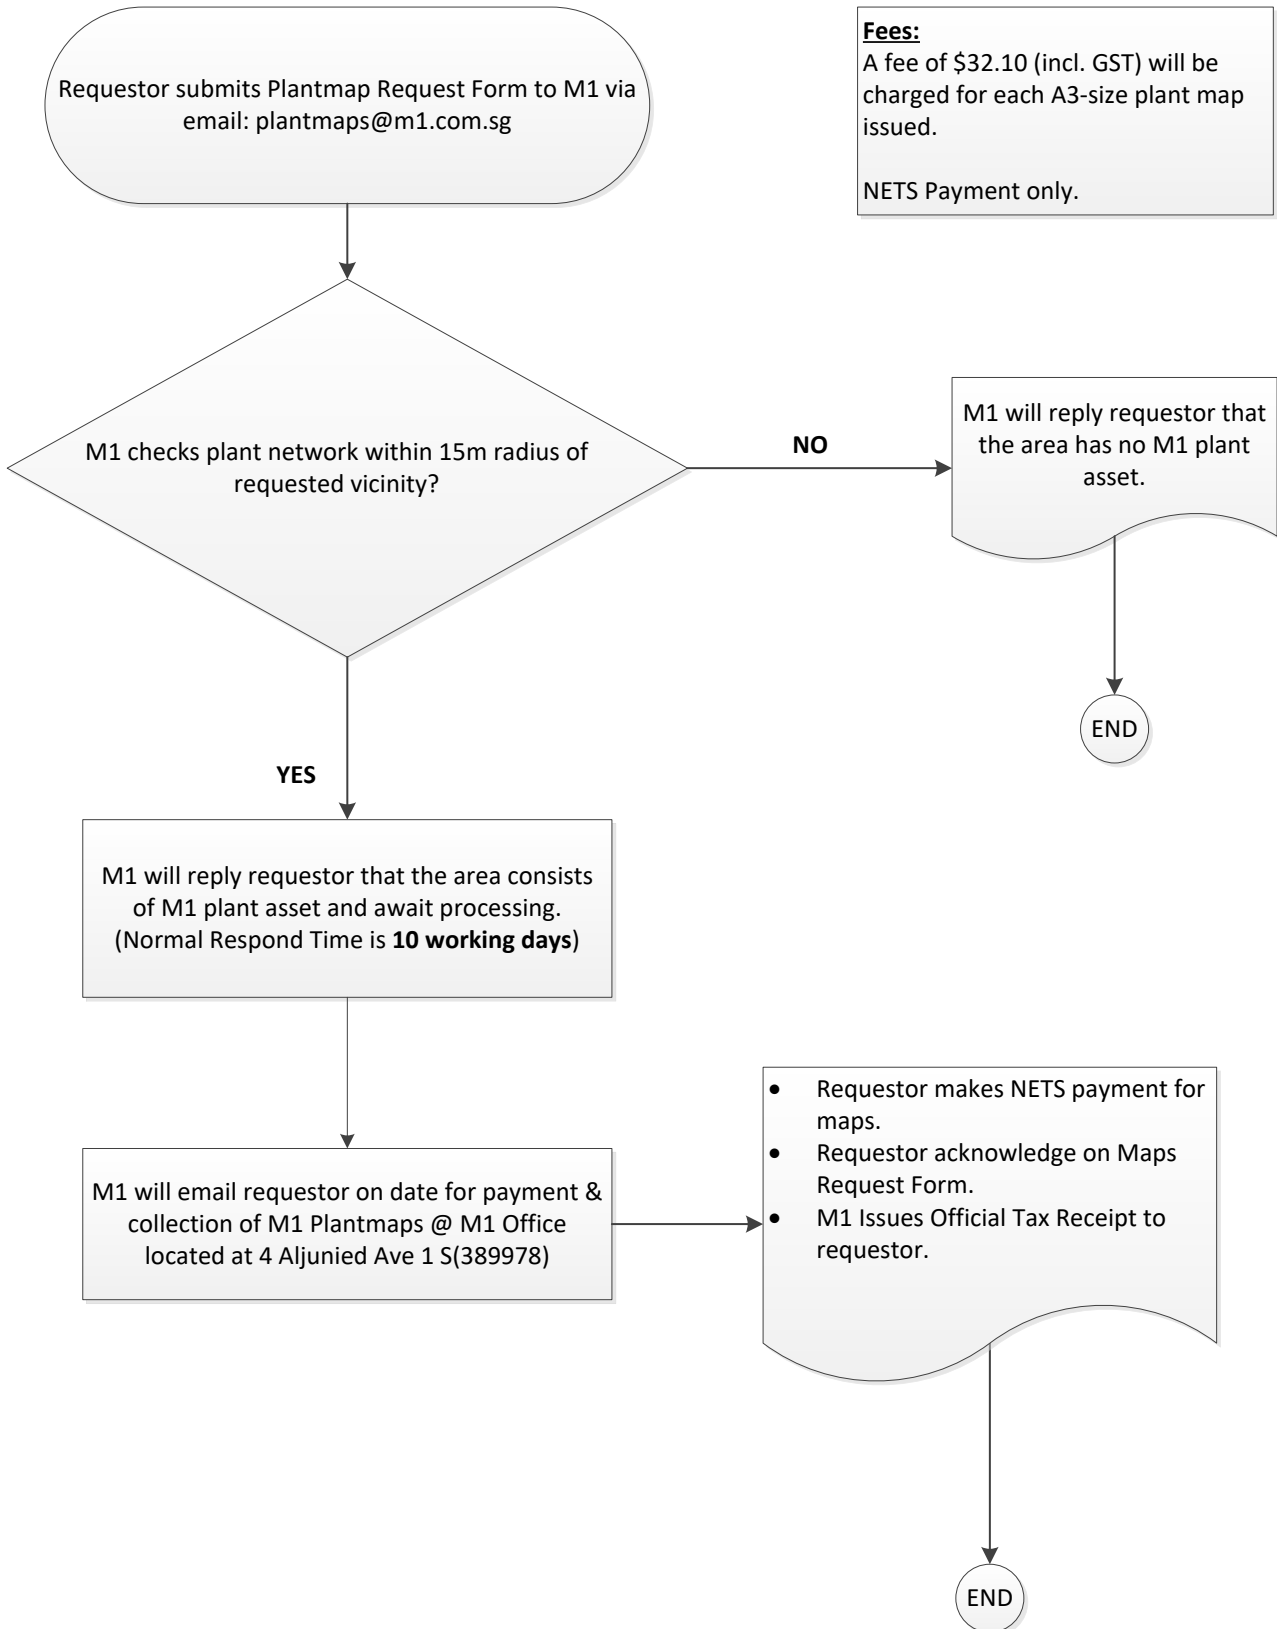 Requestor submits Plantmap Request Form to M1 via
email: plantmaps@m1.com.sg
Fees:
A fee of $32.10 (incl. GST) will be
charged for each A3-size plant map
issued.
NETS Payment only.
M1 checks plant network within 15m radius of
requested vicinity?
NO
M1 will reply requestor that
the area has no M1 plant
asset.
END
YES
M1 will reply requestor that the area consists
of M1 plant asset and await processing.
(Normal Respond Time is 10 working days)
M1 will email requestor on date for payment &
collection of M1 Plantmaps @ M1 Office
located at 4 Aljunied Ave 1 S(389978)
• Requestor makes NETS payment for
maps.
• Requestor acknowledge on Maps
Request Form.
• M1 Issues Official Tax Receipt to
requestor.
END